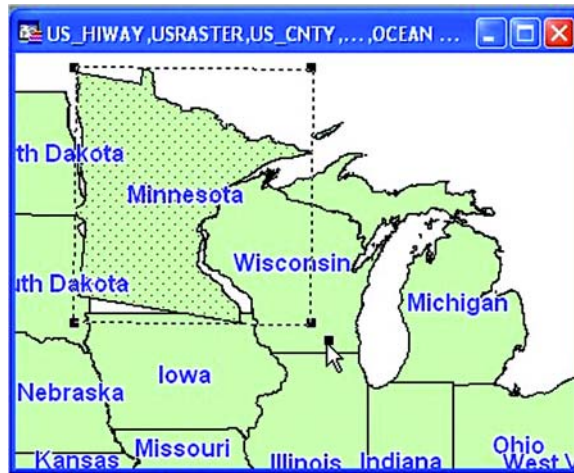 US_HIWAY,USRASTER,US_CNTY,...,OCEAN ...
th Dakota
Minnesota
Wisconsin
uth Dakota
Michigan
Iowa
Nebraska
Ohio
Missouri
Kansas
Illinois
Indiana
West V